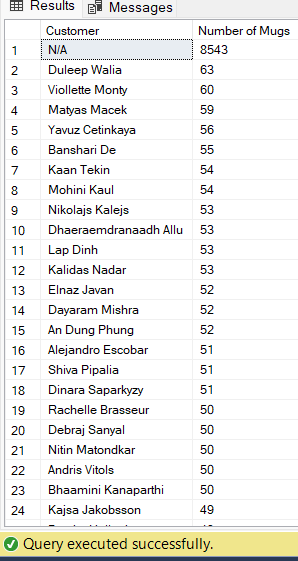 Results Messages
Customer Number of Mugs
1 N/A 8543
2 Duleep Walia 63
3 Viollette Monty 60
4 Matyas Macek 59
5 Yavuz Cetinkaya 56
6 Banshari De 55
7 Kaan Tekin 54
8 Mohini Kaul 54
9 Nikolajs Kalejs 53
10 Dhaeraemdranaadh Allu 53
11 Lap Dinh 53
12 Kalidas Nadar 53
13 Elnaz Javan 52
14 Dayaram Mishra 52
15 An Dung Phung 52
16 Alejandro Escobar 51
17 Shiva Pipalia 51
18 Dinara Saparkyzy 51
19 Rachelle Brasseur 50
20 Debraj Sanyal 50
21 Nitin Matondkar 50
22 Andris Vitols 50
23 Bhaamini Kanaparthi 50
24 Kajsa Jakobsson 49
Query executed successfully.